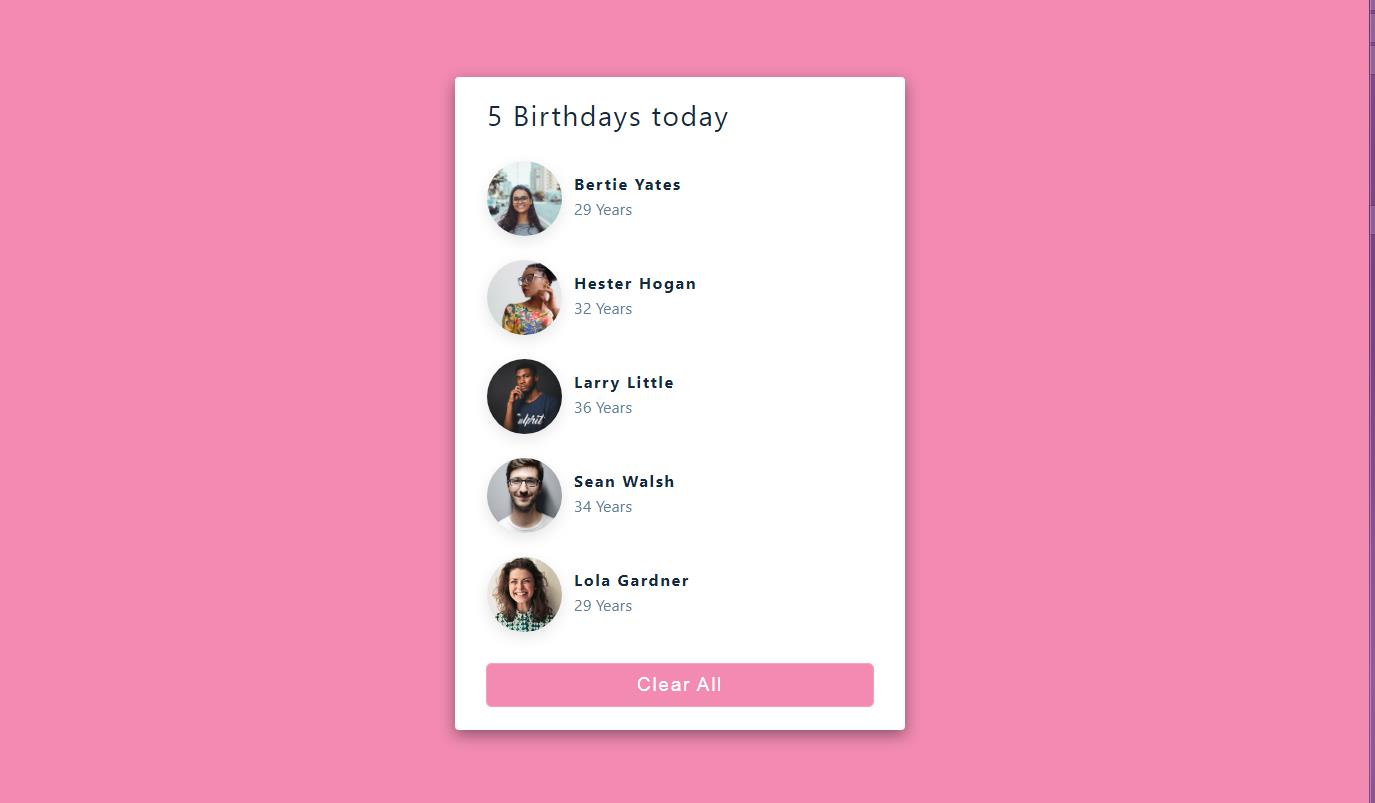 5 Birthdays today
Bertie Yates
29 Years
Hester Hogan
32 Years
Larry Little
36 Years
Sean Walsh
34 Years
Lola Gardner
29 Years
Clear All